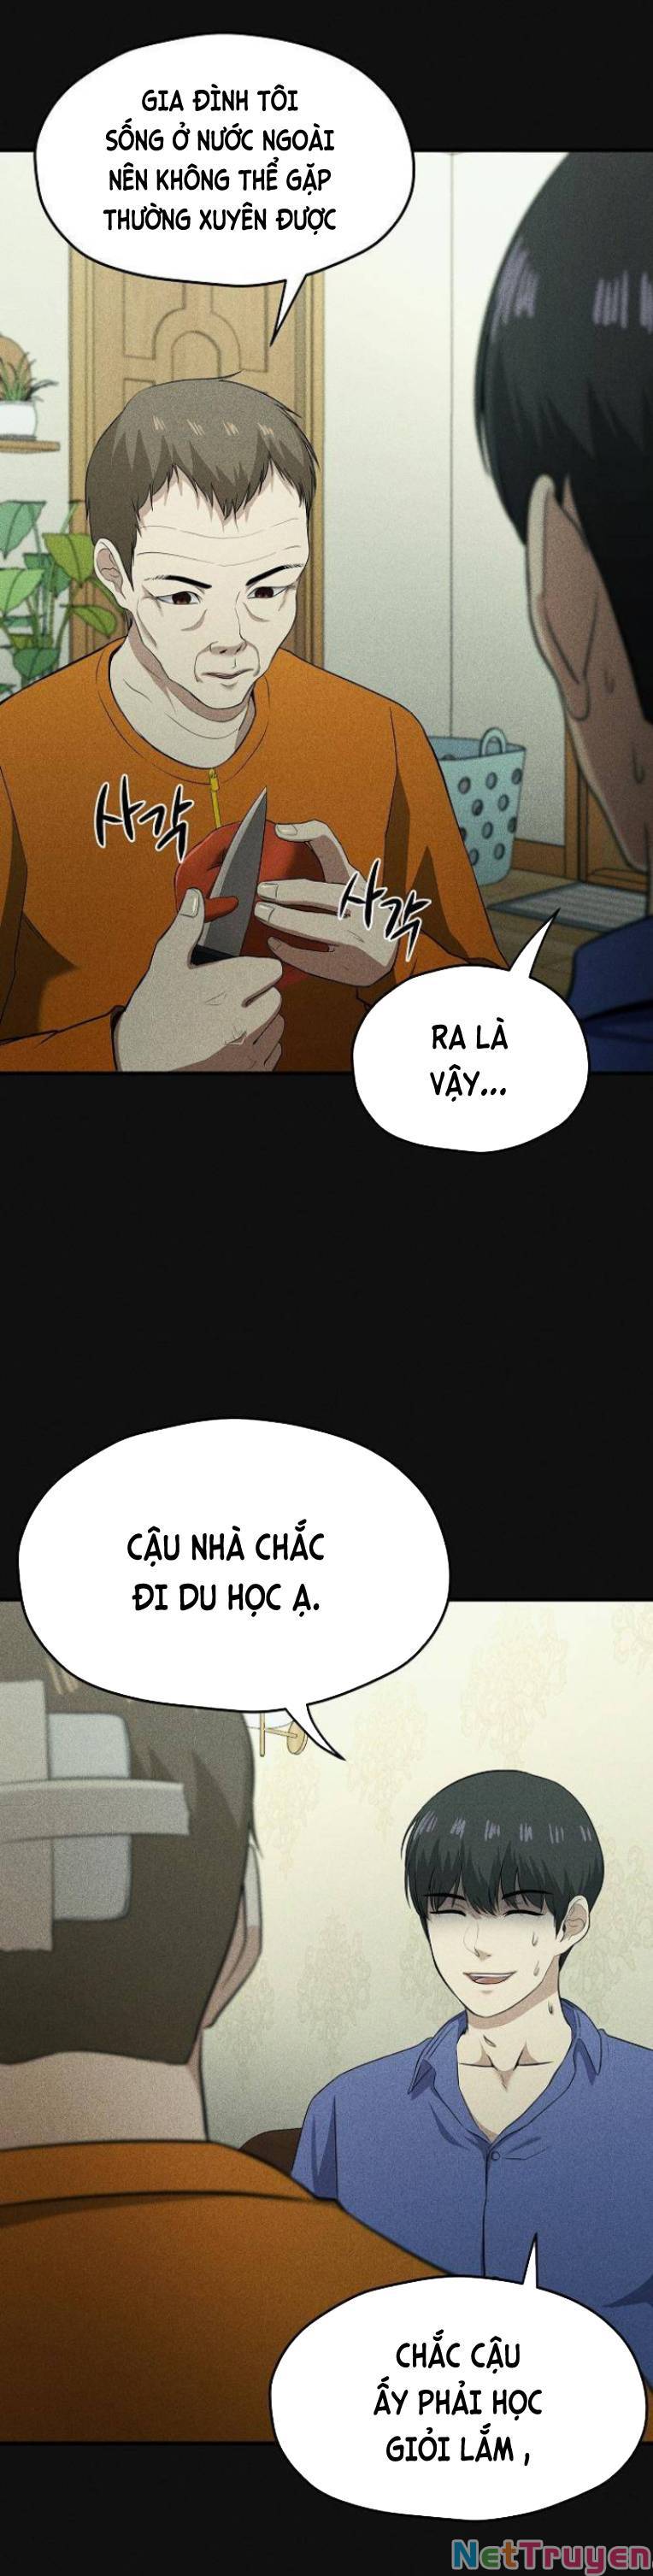 GIA ĐÌNH TÔI
SỐNG Ở NƯỚC NGOÀI
NÊN KHÔNG THỂ GẶP
THƯỜNG XUYÊN ĐƯỢC
사각
사각
RA LÀ
VẬY...
CẬU NHÀ CHẮC
ĐI DU HỌC Ạ.
CHẮC CẬU
ẤY PHẢI HỌC
GIỎI LẮM ,
NetTruyen